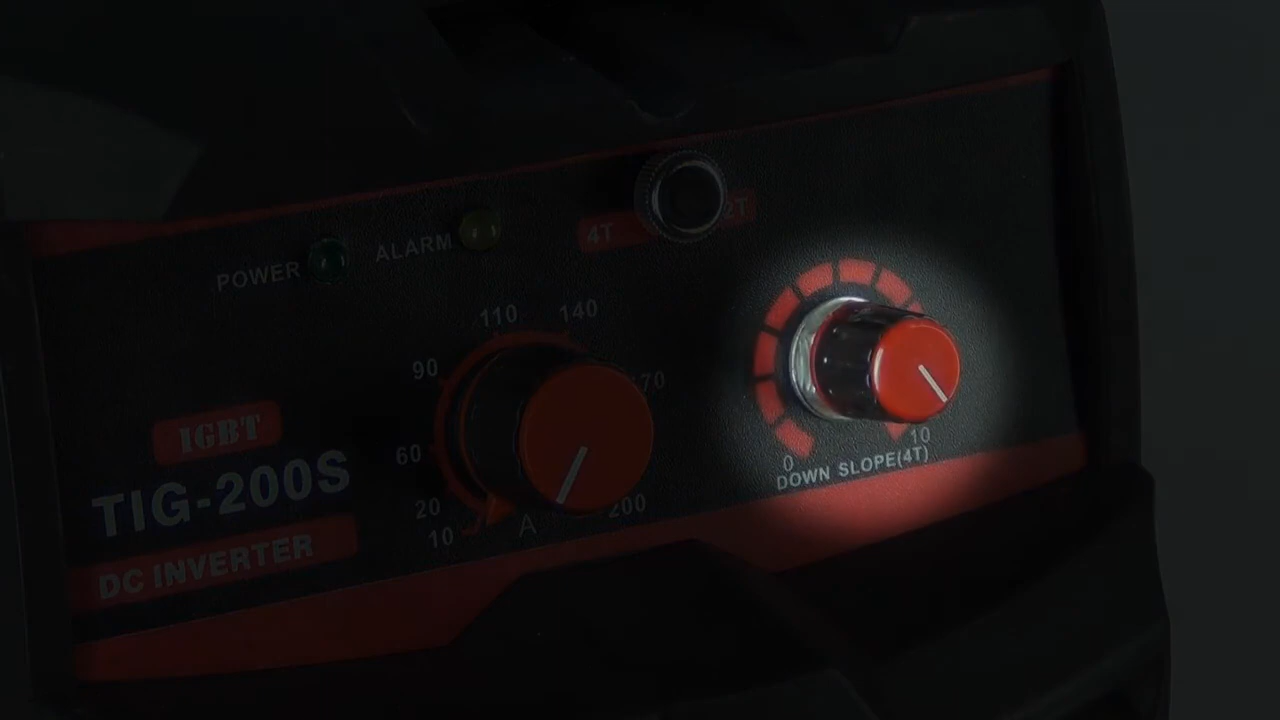 4T
2T
POWER
ALARM
110
140
90
170
60
20
10
A
200
IGBT
TIG-200S
DC INVERTER
0
10
DOWN SLOPE(4T)